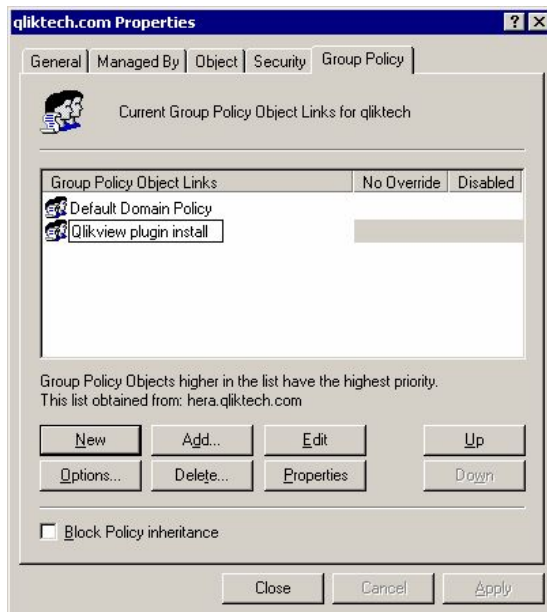 qliktech.com Properties
General Managed By Object Security Group Policy
Current Group Policy Object Links for qliktech
Group Policy Object Links No Override Disabled
Default Domain Policy
Qlikview plugin install
Group Policy Objects higher in the list have the highest priority.
This list obtained from: hera.qliktech.com
New Add... Edit Up
Options... Delete... Properties Down
Block Policy inheritance
Close Cancel Apply